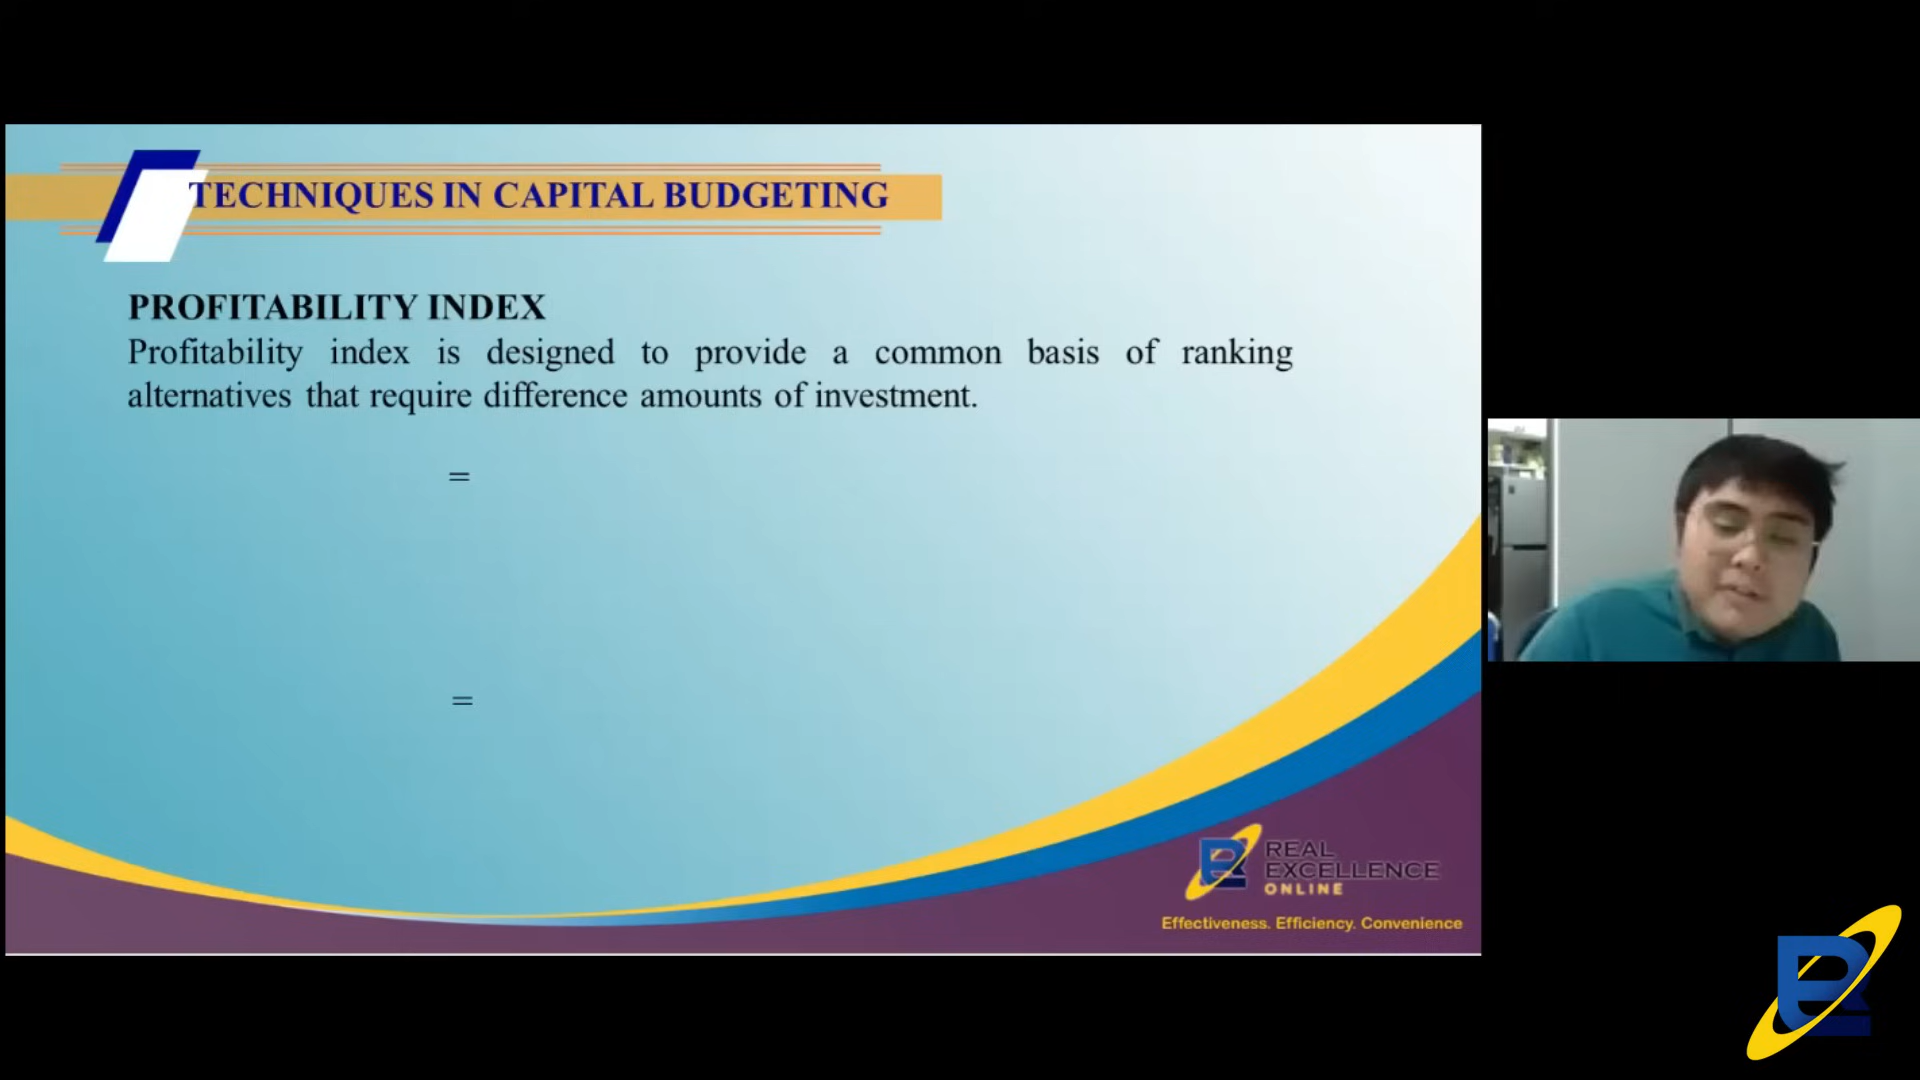 TECHNIQUES IN CAPITAL BUDGETING
PROFITABILITY INDEX
Profitability index is designed to provide a common basis of ranking
alternatives that require difference amounts of investment.
=
=
REAL
EXCELLENCE
ONLINE
Effectiveness. Efficiency. Convenience